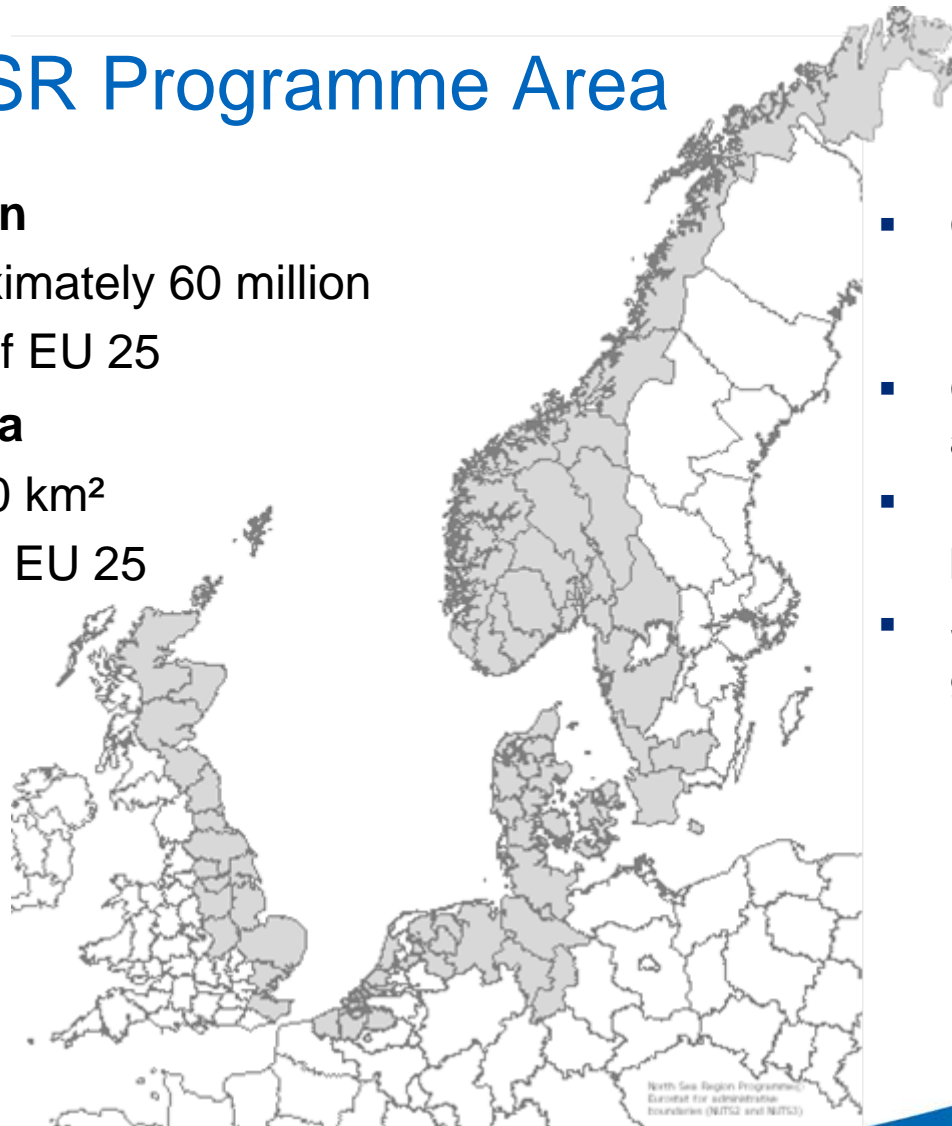 SR Programme Area
n
ximately 60 million
f EU 25
a
0 km²
EU 25
North Sea Region Programme©
Eurostat for administrative
boundaries (NUTS2 and NUTS3)